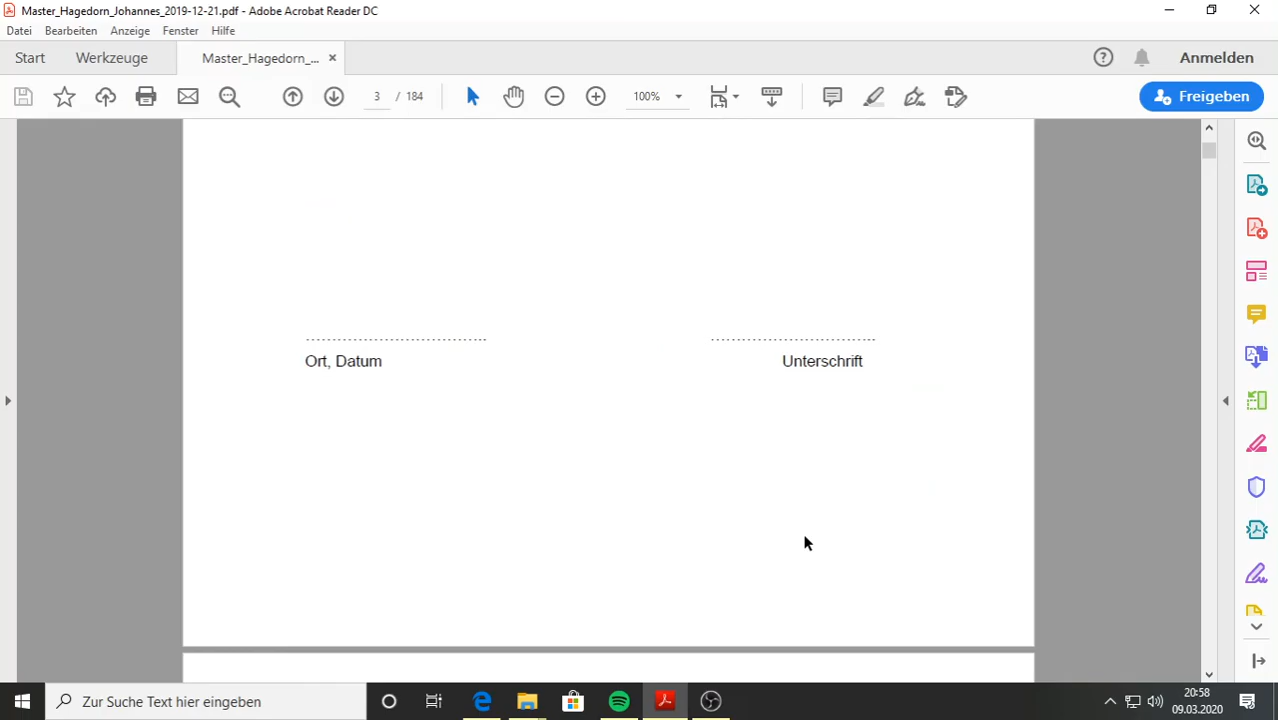 Master_Hagedorn_Johannes_2019-12-21.pdf - Adobe Acrobat Reader DC
Datei Bearbeiten Anzeige Fenster Hilfe
Start Werkzeuge Master_Hagedorn_... × Anmelden
3 / 184 100% Freigeben
Ort, Datum Unterschrift
Zur Suche Text hier eingeben
20:58
09.03.2020